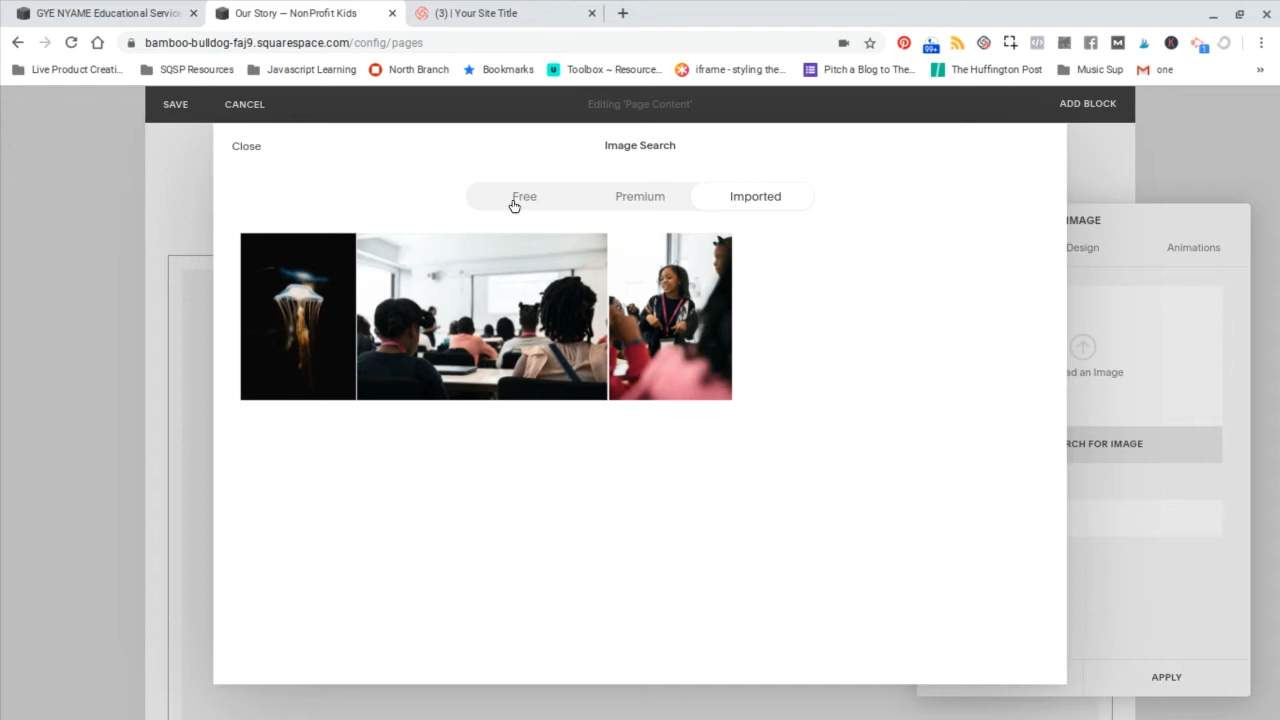 GYE NYAME Educational Servic
Our Story — NonProfit Kids
(3) | Your Site Title
bamboo-bulldog-faj9.squarespace.com/config/pages
99+
1
Live Product Creati...
SQSP Resources
Javascript Learning
North Branch
Bookmarks
Toolbox ~ Resource...
iframe - styling the...
Pitch a Blog to The...
The Huffington Post
Music Sup
one
»
SAVE
CANCEL
Editing 'Page Content'
ADD BLOCK
Close
Image Search
Free
Premium
Imported
IMAGE
Design
Animations
ad an Image
RCH FOR IMAGE
APPLY